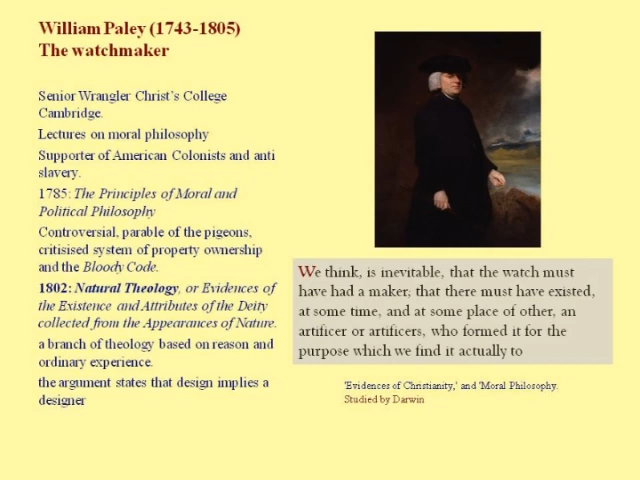 William Paley (1743-1805)
The watchmaker
Senior Wrangler Christ's College
Cambridge.
Lectures on moral philosophy
Supporter of American Colonists and anti
slavery.
1785: The Principles of Moral and
Political Philosophy
Controversial, parable of the pigeons,
critisised system of property ownership
and the Bloody Code.
1802: Natural Theology, or Evidences of
the Existence and Attributes of the Deity
collected from the Appearances of Nature.
a branch of theology based on reason and
ordinary experience.
the argument states that design implies a
designer
We think, is inevitable, that the watch must
have had a maker; that there must have existed,
at some time, and at some place of other, an
artificer or artificers, who formed it for the
purpose which we find it actually to
'Evidences of Christianity,' and 'Moral Philosophy.
Studied by Darwin